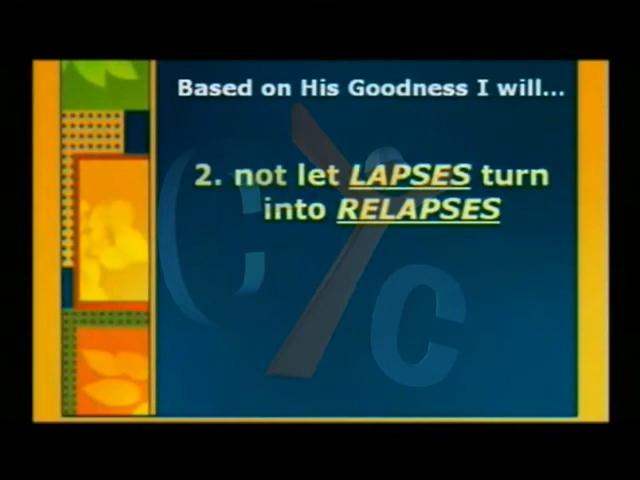 Based on His Goodness I will...
2. not let LAPSES turn
into RELAPSES
C
c